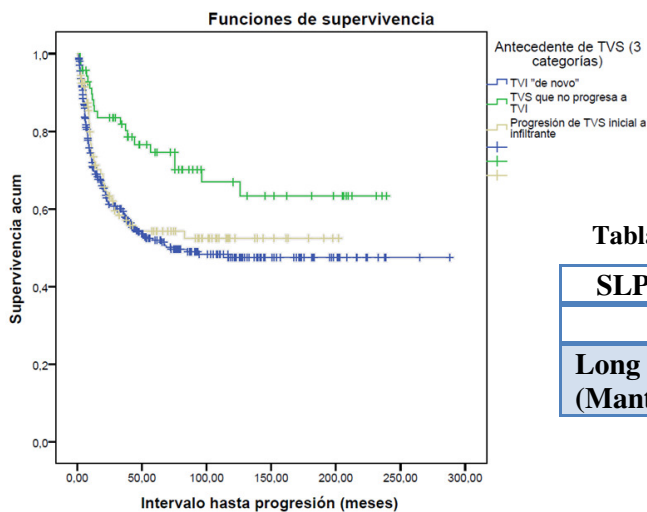 Funciones de supervivencia
Supervivencia acum
1,0
0,8
0,6
0,4
0,2
0,0
0,00
50,00
100,00
150,00
200,00
250,00
300,00
Intervalo hasta progresión (meses)
Antecedente de TVS (3
categorías)
TVI "de novo"
TVS que no progresa a
TVI
Progresión de TVS inicial a
infiltrante
Tabla
SLP
Long
(Mant